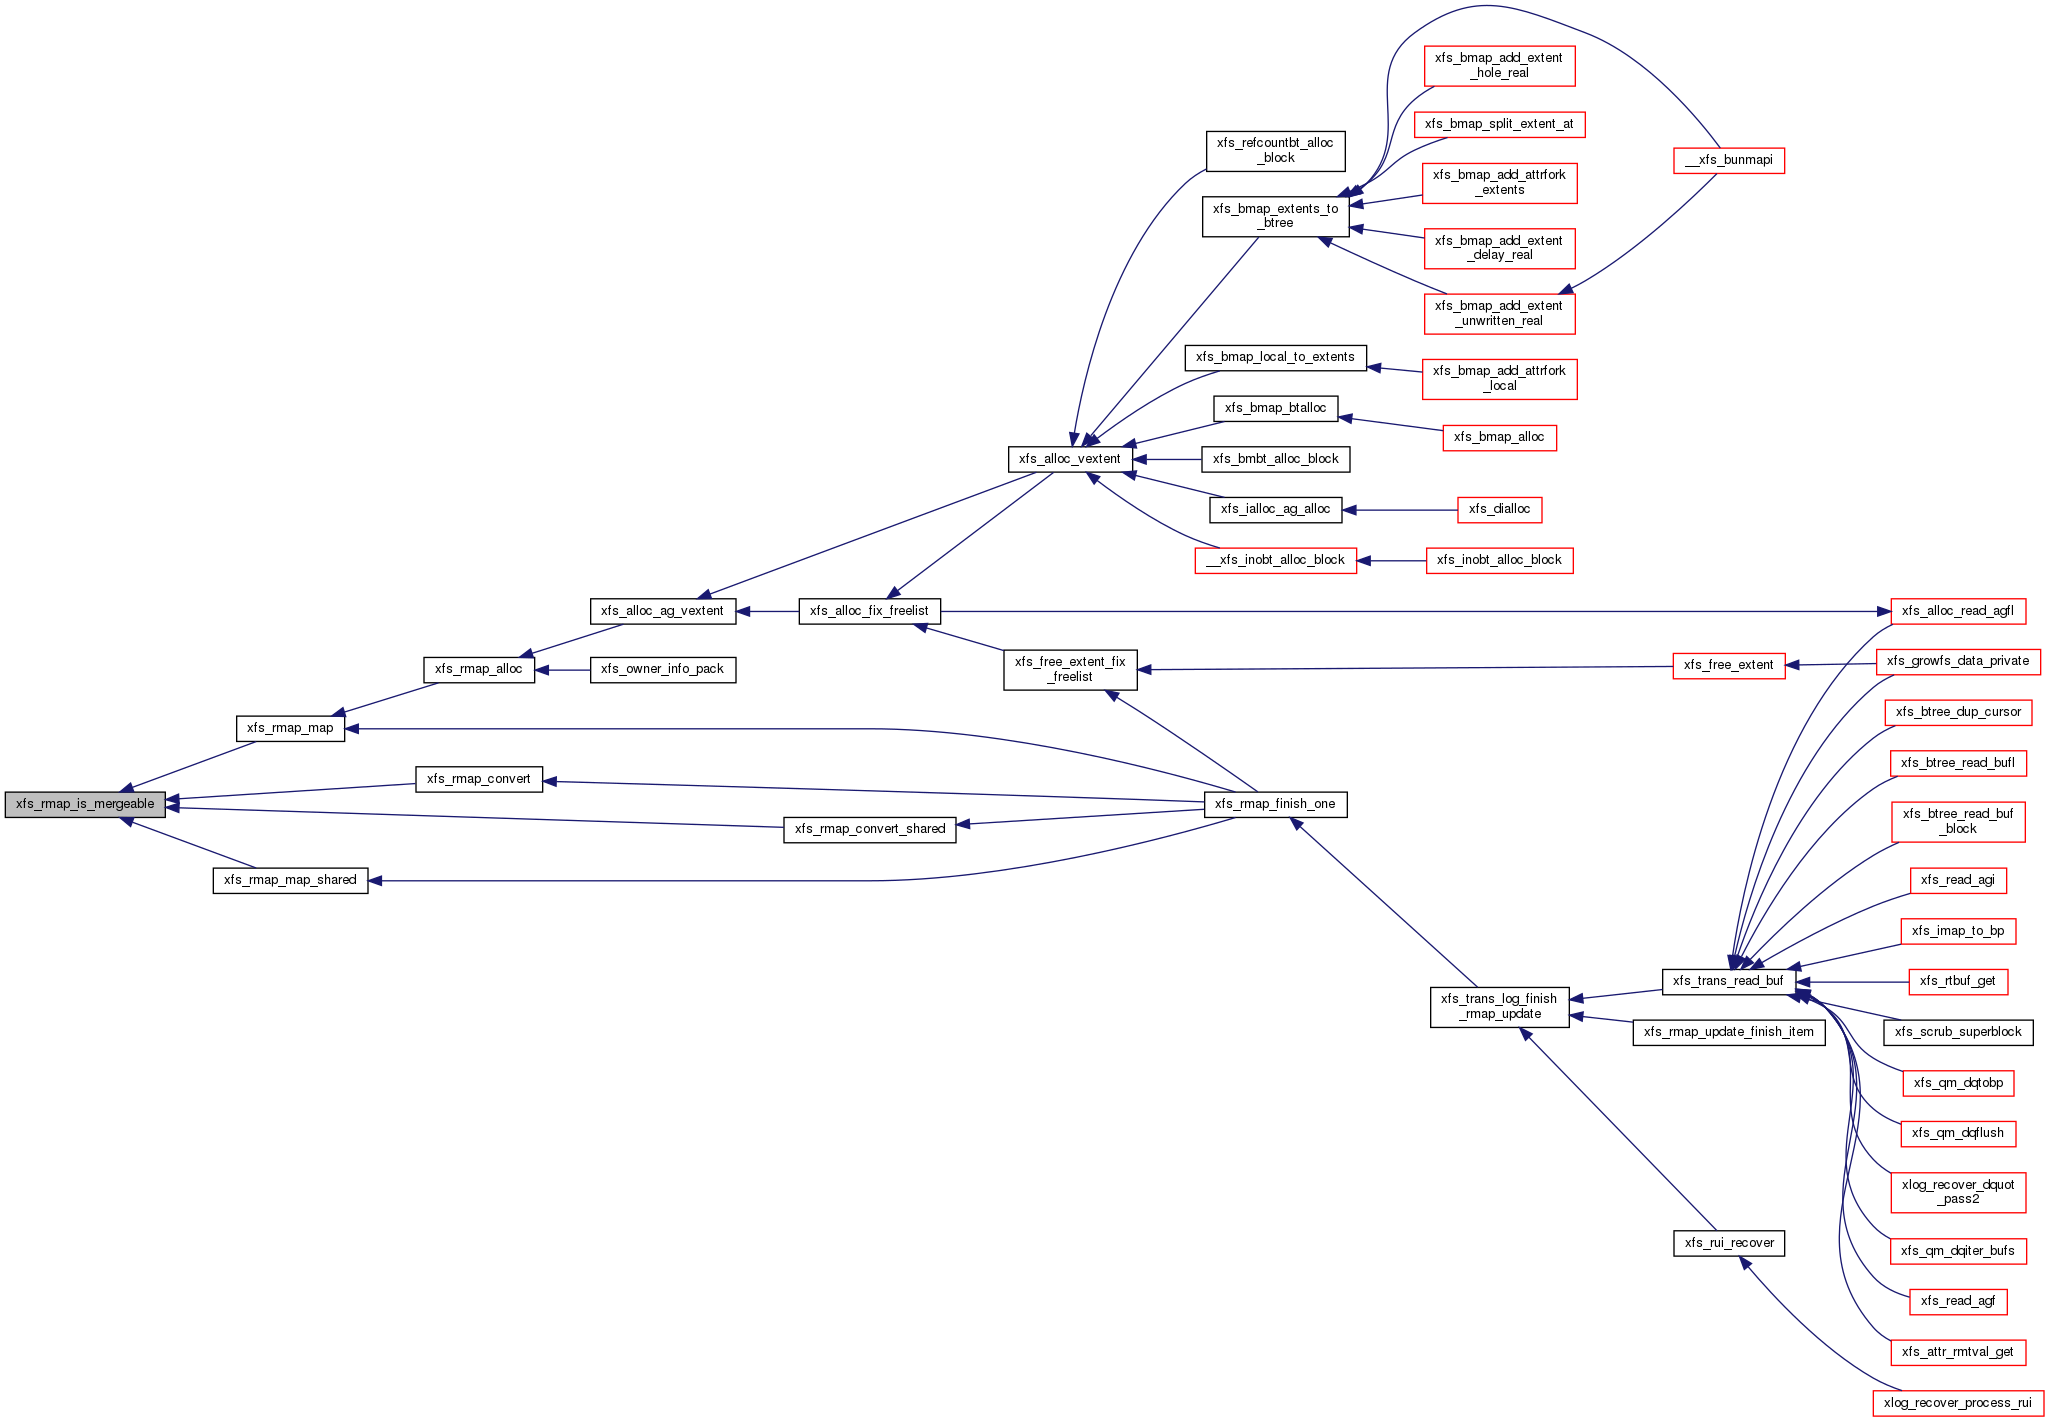 xfs_bmap_add_extent
_hole_real
xfs_bmap_split_extent_at
xfs_refcountbt_alloc
_block
__xfs_bunmapi
xfs_bmap_add_attrfork
_extents
xfs_bmap_extents_to
_btree
xfs_bmap_add_extent
_delay_real
xfs_bmap_add_extent
_unwritten_real
xfs_bmap_local_to_extents
xfs_bmap_add_attrfork
_local
xfs_bmap_btalloc
xfs_bmap_alloc
xfs_alloc_vextent
xfs_bmbt_alloc_block
xfs_ialloc_ag_alloc
xfs_dialloc
__xfs_inobt_alloc_block
xfs_inobt_alloc_block
xfs_alloc_ag_vextent
xfs_alloc_fix_freelist
xfs_alloc_read_agfl
xfs_rmap_alloc
xfs_owner_info_pack
xfs_free_extent_fix
_freelist
xfs_free_extent
xfs_growfs_data_private
xfs_rmap_map
xfs_btree_dup_cursor
xfs_rmap_convert
xfs_btree_read_bufl
xfs_rmap_is_mergeable
xfs_rmap_finish_one
xfs_rmap_convert_shared
xfs_btree_read_buf
_block
xfs_rmap_map_shared
xfs_read_agi
xfs_imap_to_bp
xfs_trans_read_buf
xfs_rtbuf_get
xfs_trans_log_finish
_rmap_update
xfs_rmap_update_finish_item
xfs_scrub_superblock
xfs_qm_dqtobp
xfs_qm_dqflush
xlog_recover_dquot
_pass2
xfs_rui_recover
xfs_qm_dqiter_bufs
xfs_read_agf
xfs_attr_rmtval_get
xlog_recover_process_rui